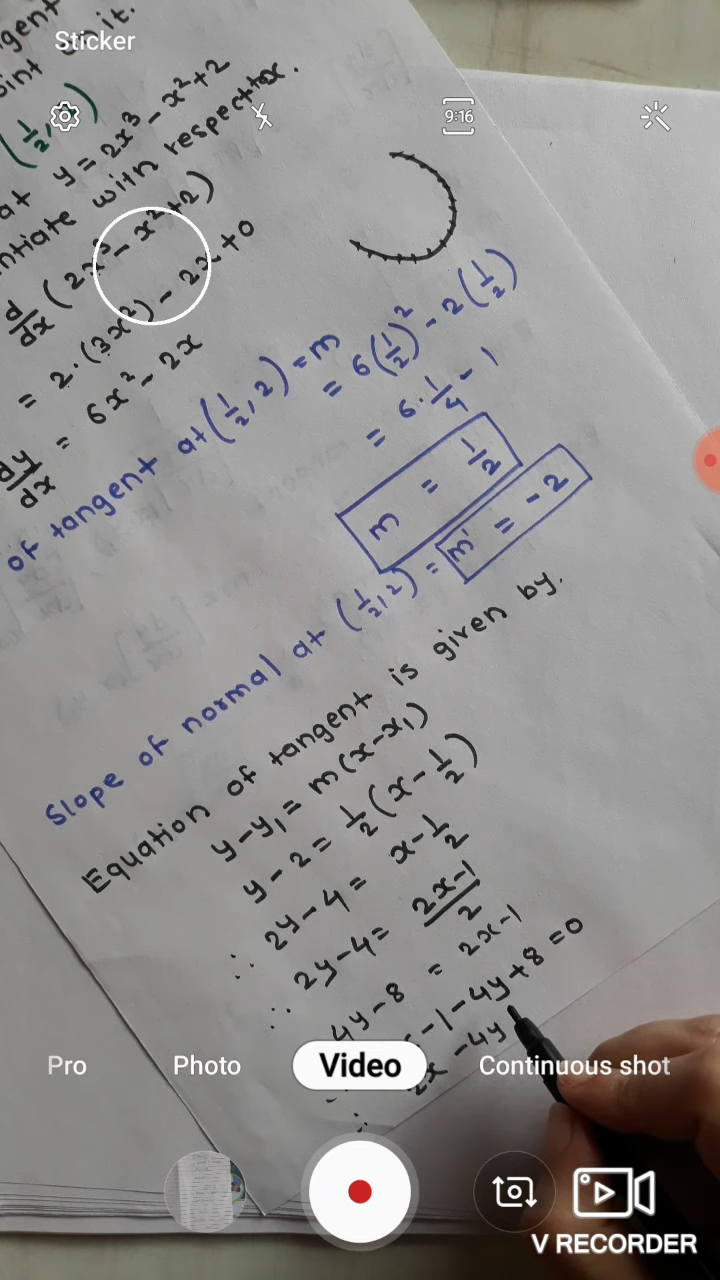 Sticker
9:16
oint on it.
(1/2,
at y = 2x³ - x² + 2
ntiate with respect to x.
d/dx (2x³ - x² + 2)
= 2·(3x²) - 2x + 0
dy/dx = 6x² - 2x
of tangent at (1/2, 2) = m
= 6(1/2)² - 2(1/2)
= 6·1/4 - 1
m = 1/2
Slope of normal at (1/2, 2) = m' = -2
Equation of tangent is given by.
y - y₁ = m(x - x₁)
y - 2 = 1/2 (x - 1/2)
∴ 2y - 4 = x - 1/2
∴ 2y - 4 = 2x-1/2
4y - 8 = 2x - 1
- 1 - 4y + 8 = 0
∴ 2x - 4y
Pro
Photo
Video
Continuous shot
V RECORDER